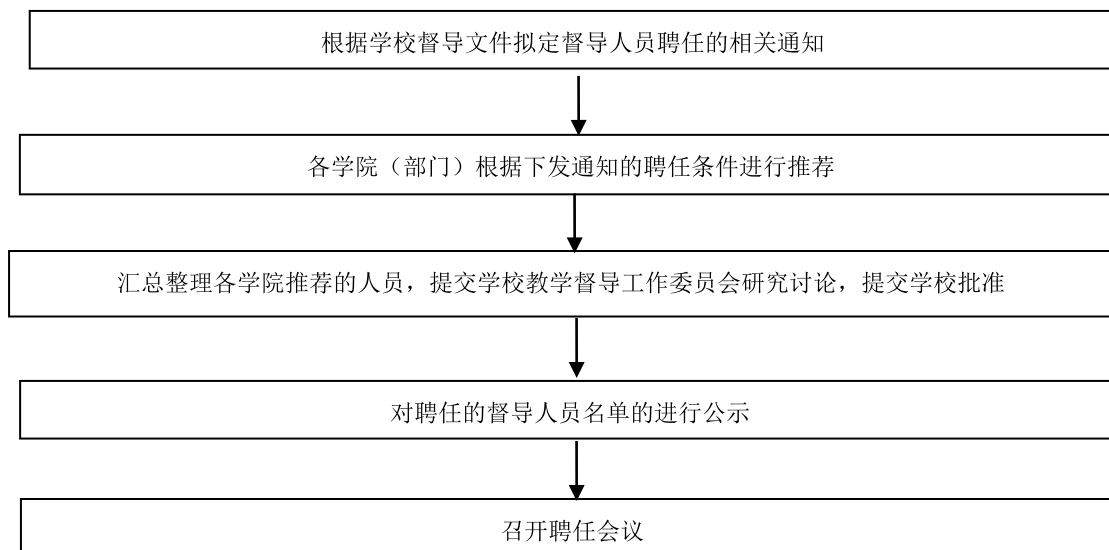 根据学校督导文件拟定督导人员聘任的相关通知
各学院（部门）根据下发通知的聘任条件进行推荐
汇总整理各学院推荐的人员，提交学校教学督导工作委员会研究讨论，提交学校批准
对聘任的督导人员名单的进行公示
召开聘任会议